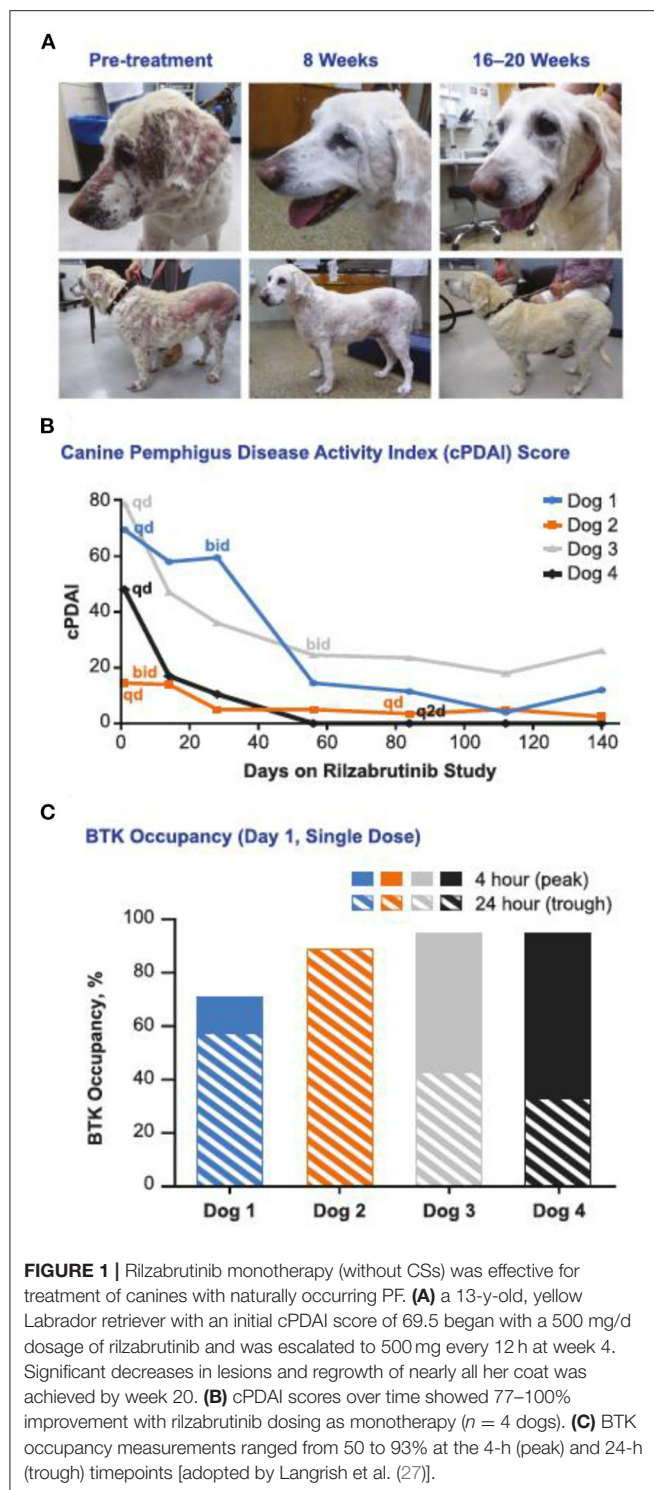 A
Pre-treatment
8 Weeks
16–20 Weeks
B
Canine Pemphigus Disease Activity Index (cPDAI) Score
80
60
40
20
0
cPDAI
qd
qd
bid
qd
bid
qd
bid
qd
q2d
Dog 1
Dog 2
Dog 3
Dog 4
0 20 40 60 80 100 120 140
Days on Rilzabrutinib Study
C
BTK Occupancy (Day 1, Single Dose)
4 hour (peak)
24 hour (trough)
100
80
60
40
20
0
BTK Occupancy, %
Dog 1 Dog 2 Dog 3 Dog 4
FIGURE 1 | Rilzabrutinib monotherapy (without CSs) was effective for
treatment of canines with naturally occurring PF. (A) a 13-y-old, yellow
Labrador retriever with an initial cPDAI score of 69.5 began with a 500 mg/d
dosage of rilzabrutinib and was escalated to 500 mg every 12 h at week 4.
Significant decreases in lesions and regrowth of nearly all her coat was
achieved by week 20. (B) cPDAI scores over time showed 77–100%
improvement with rilzabrutinib dosing as monotherapy (n = 4 dogs). (C) BTK
occupancy measurements ranged from 50 to 93% at the 4-h (peak) and 24-h
(trough) timepoints [adopted by Langrish et al. (27)].